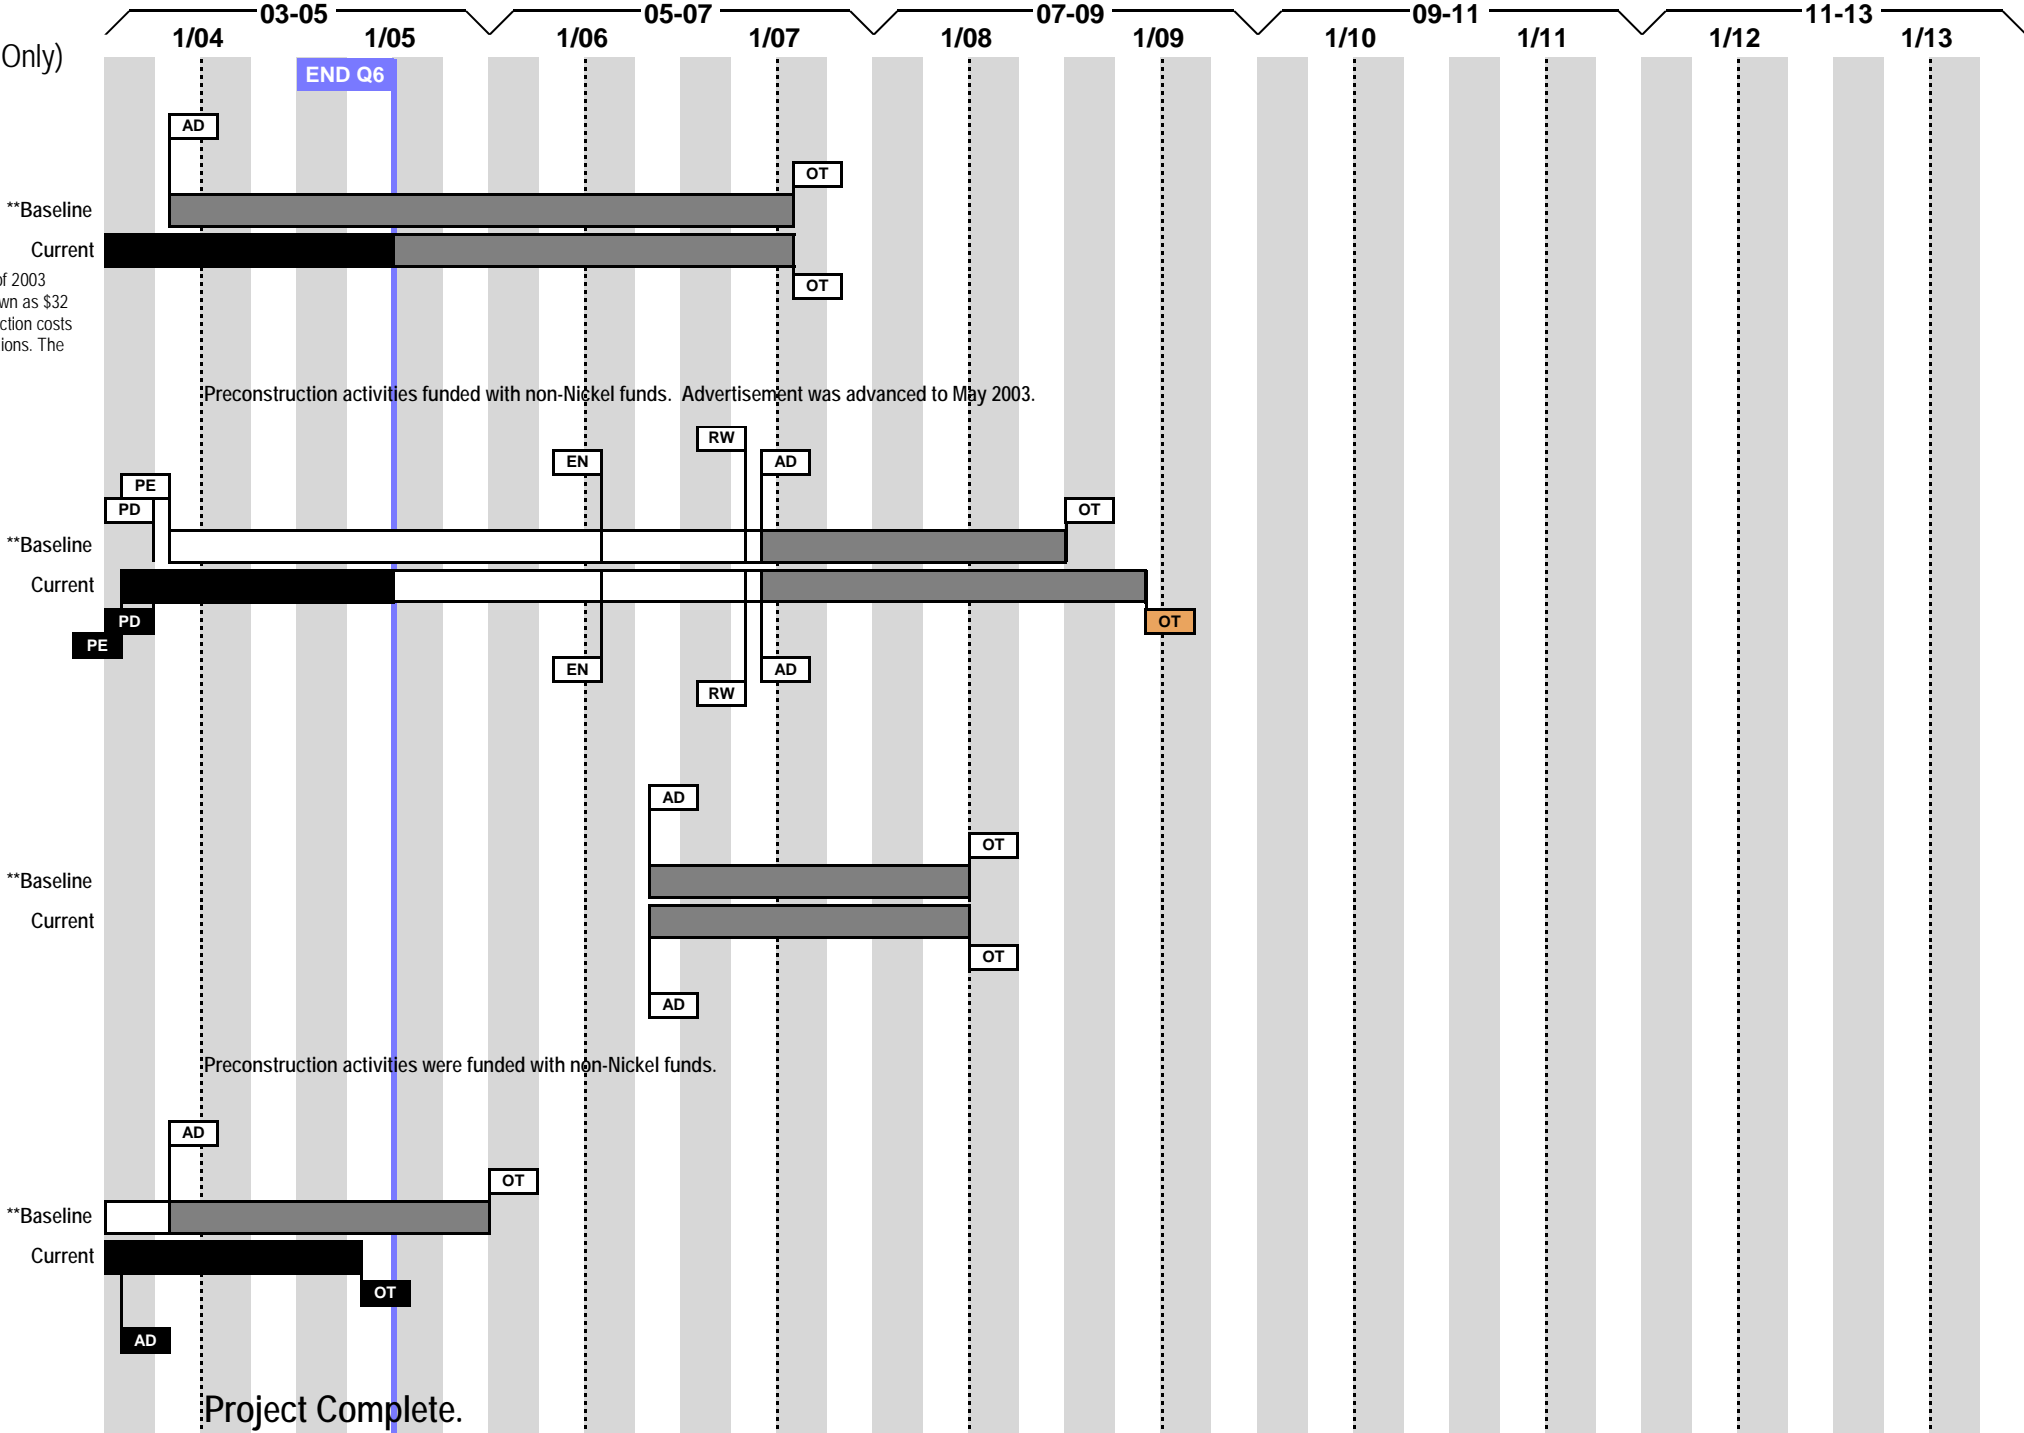 03-05 05-07 07-09 09-11 11-13
1/04 1/05 1/06 1/07 1/08 1/09 1/10 1/11 1/12 1/13
Only)
END Q6
AD
OT
**Baseline
Current
OT
of 2003
wn as $32
ction costs
ions. The
Preconstruction activities funded with non-Nickel funds. Advertisement was advanced to May 2003.
RW
EN AD
PE
PD OT
**Baseline
Current
PD OT
PE
EN AD
RW
AD
OT
**Baseline
Current
OT
AD
Preconstruction activities were funded with non-Nickel funds.
AD
OT
**Baseline
Current
OT
AD
Project Complete.